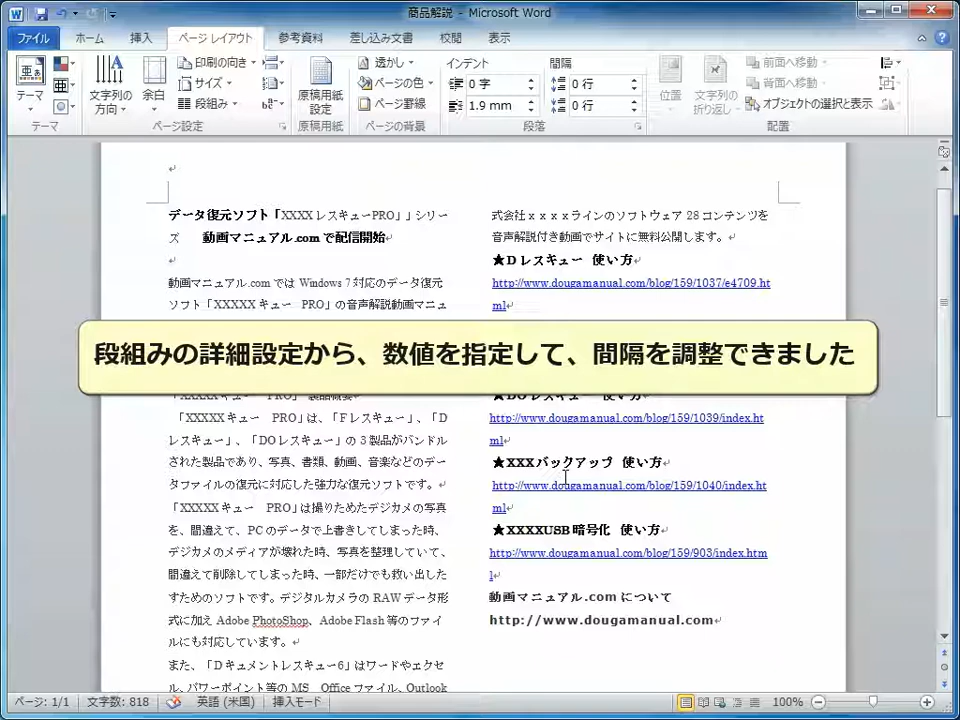 商品解説 - Microsoft Word
ファイル ホーム 挿入 ページ レイアウト 参考資料 差し込み文書 校閲 表示
テーマ
テーマ
文字列の方向
余白
印刷の向き
サイズ
段組み
ページ設定
原稿用紙設定
原稿用紙
透かし
ページの色
ページ罫線
ページの背景
インデント
0 字
1.9 mm
間隔
0 行
0 行
段落
位置
文字列の折り返し
前面へ移動
背面へ移動
オブジェクトの選択と表示
配置
データ復元ソフト「XXXX レスキューPRO」」シリー
ズ 動画マニュアル.com で配信開始
動画マニュアル.com では Windows 7 対応のデータ復元
ソフト「XXXXX キュー PRO」の音声解説動画マニュ
段組みの詳細設定から、数値を指定して、間隔を調整できました
「XXXXX キュー PRO」は、「F レスキュー」、「D
レスキュー」、「DO レスキュー」の 3 製品がバンドル
された製品であり、写真、書類、動画、音楽などのデー
タファイルの復元に対応した強力な復元ソフトです。
「XXXXX キュー PRO」は撮りためたデジカメの写真
を、間違えて、PC のデータで上書きしてしまった時、
デジカメのメディアが壊れた時、写真を整理していて、
間違えて削除してしまった時、一部だけでも救い出した
すためのソフトです。デジタルカメラの RAW データ形
式に加え Adobe PhotoShop、Adobe Flash 等のファイ
ルにも対応しています。
また、「D キュメントレスキュー6」はワードやエクセ
ル、パワーポイント等の MS Office ファイル、Outlook
式会社ｘｘｘｘラインのソフトウェア 28 コンテンツを
音声解説付き動画でサイトに無料公開します。
★D レスキュー 使い方
http://www.dougamanual.com/blog/159/1037/e4709.ht
ml
http://www.dougamanual.com/blog/159/1039/index.ht
ml
★XXX バックアップ 使い方
http://www.dougamanual.com/blog/159/1040/index.ht
ml
★XXXXUSB 暗号化 使い方
http://www.dougamanual.com/blog/159/903/index.htm
l
動画マニュアル.com について
http://www.dougamanual.com
ページ: 1/1 文字数: 818 英語 (米国) 挿入モード 100%